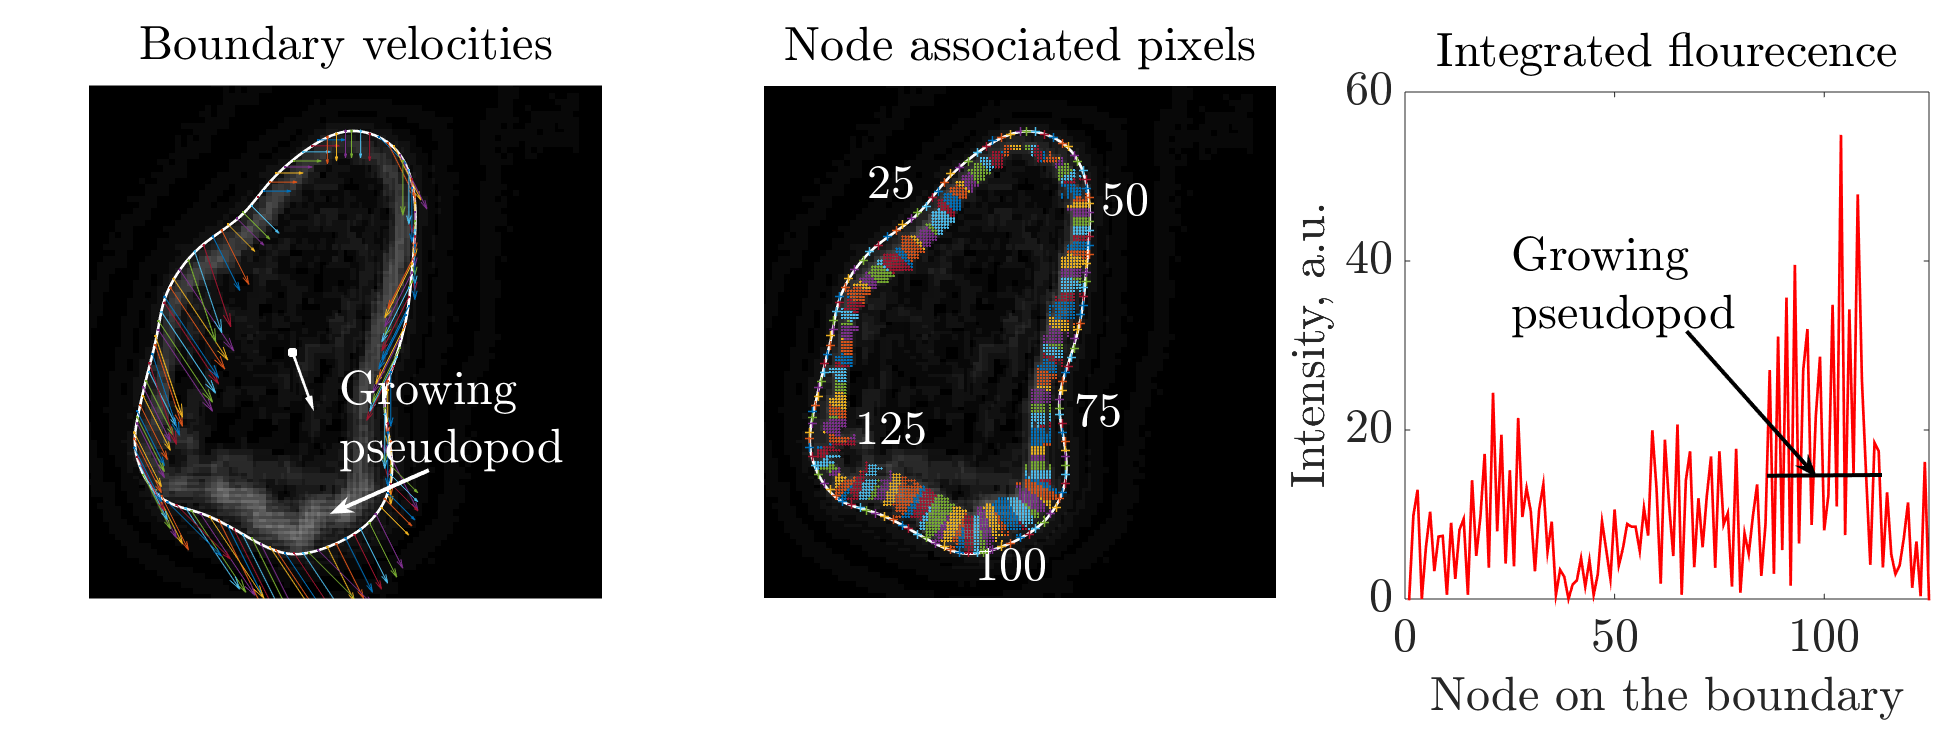 Boundary velocities
Growing
pseudopod
Node associated pixels
25
50
75
125
100
Integrated flourecence
60
40
20
0
Intensity, a.u.
Growing
pseudopod
0
50
100
Node on the boundary